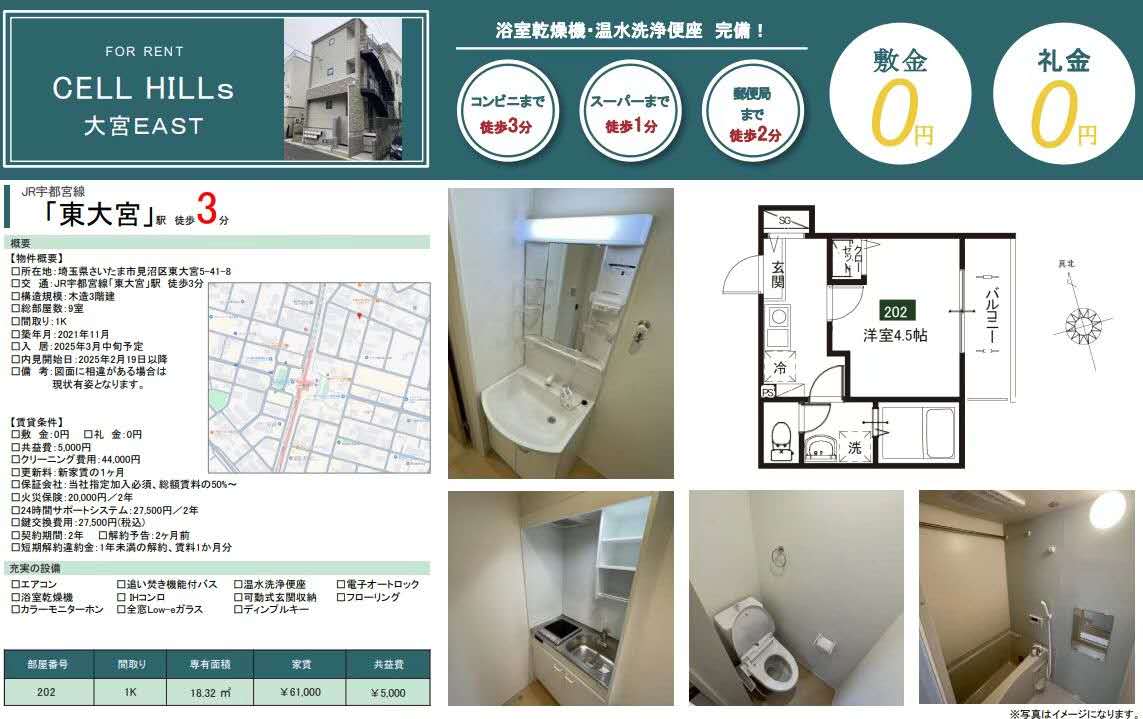 FOR RENT
CELL HILLs
大宮EAST
浴室乾燥機・温水洗浄便座 完備！
コンビニまで
徒歩3分
スーパーまで
徒歩1分
郵便局
まで
徒歩2分
敷金
0円
礼金
0円
JR宇都宮線
「東大宮」駅 徒歩3分
概要
【物件概要】
□所在地：埼玉県さいたま市見沼区東大宮5-41-8
□交 通：JR宇都宮線「東大宮」駅 徒歩3分
□構造規模：木造3階建
□総部屋数：9室
□間取り：1K
□築年月：2021年11月
□入 居：2025年3月中旬予定
□内見開始日：2025年2月19日以降
□備 考：図面に相違がある場合は
現状有姿となります。
【賃貸条件】
□敷 金：0円 □礼 金：0円
□共益費：5,000円
□クリーニング費用：44,000円
□更新料：新家賃の1ヶ月
□保証会社：当社指定加入必須、総額賃料の50%～
□火災保険：20,000円／2年
□24時間サポートシステム：27,500円／2年
□鍵交換費用：27,500円(税込)
□契約期間：2年 □解約予告：2ヶ月前
□短期解約違約金：1年未満の解約、賃料1か月分
充実の設備
□エアコン □追い焚き機能付バス □温水洗浄便座 □電子オートロック
□浴室乾燥機 □IHコンロ □可動式玄関収納 □フローリング
□カラーモニターホン □全窓Low-eガラス □ディンプルキー
部屋番号 間取り 専有面積 家賃 共益費
202 1K 18.32 ㎡ ￥61,000 ￥5,000
SG
玄関
クローゼット
202
洋室4.5帖
バルコニー
冷
PS
洗
真北
※写真はイメージになります。